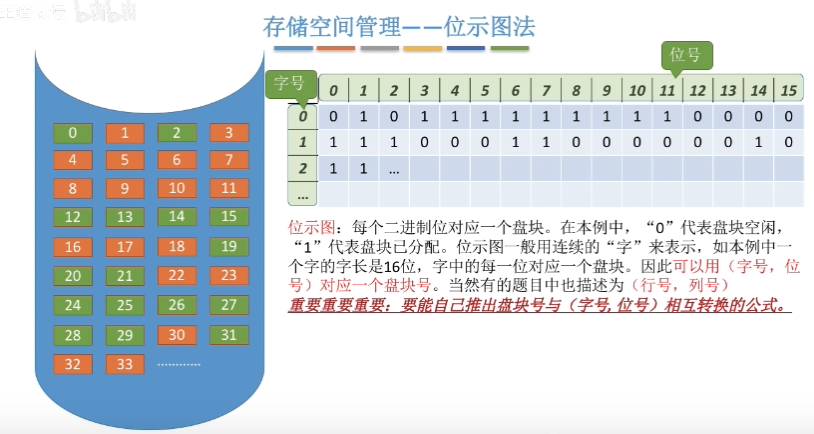 存储空间管理——位示图法
0 1 2 3
4 5 6 7
8 9 10 11
12 13 14 15
16 17 18 19
20 21 22 23
24 25 26 27
28 29 30 31
32 33 …………
位号
字号 0 1 2 3 4 5 6 7 8 9 10 11 12 13 14 15
0 0 1 0 1 1 1 1 1 1 1 1 1 0 0 0 0
1 1 1 1 0 0 0 1 1 0 0 0 0 0 0 1 0
2 1 1 …
…
位示图：每个二进制位对应一个盘块。在本例中，“0”代表盘块空闲，
“1”代表盘块已分配。位示图一般用连续的“字”来表示，如本例中一
个字的字长是16位，字中的每一位对应一个盘块。因此可以用（字号，位
号）对应一个盘块号。当然有的题目中也描述为（行号，列号）
重要重要重要：要能自己推出盘块号与（字号,位号）相互转换的公式。